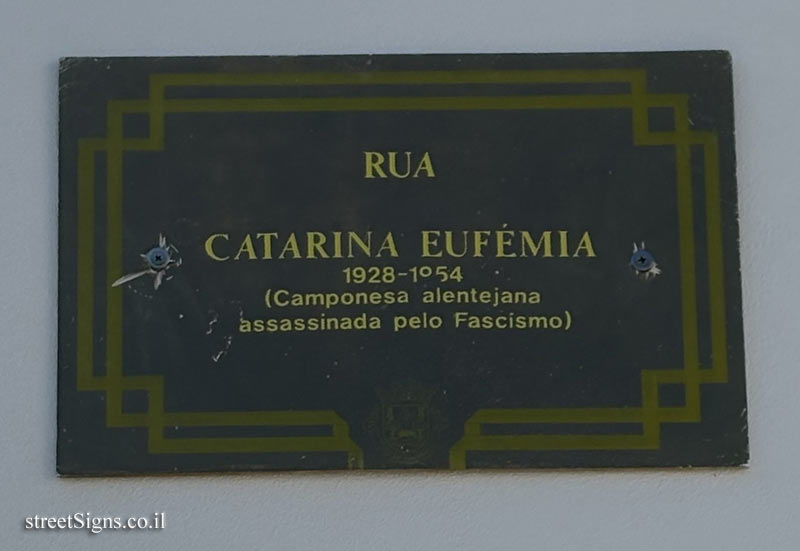 RUA
CATARINA EUFÉMIA
1928-1954
(Camponesa alentejana
assassinada pelo Fascismo)
streetSigns.co.il